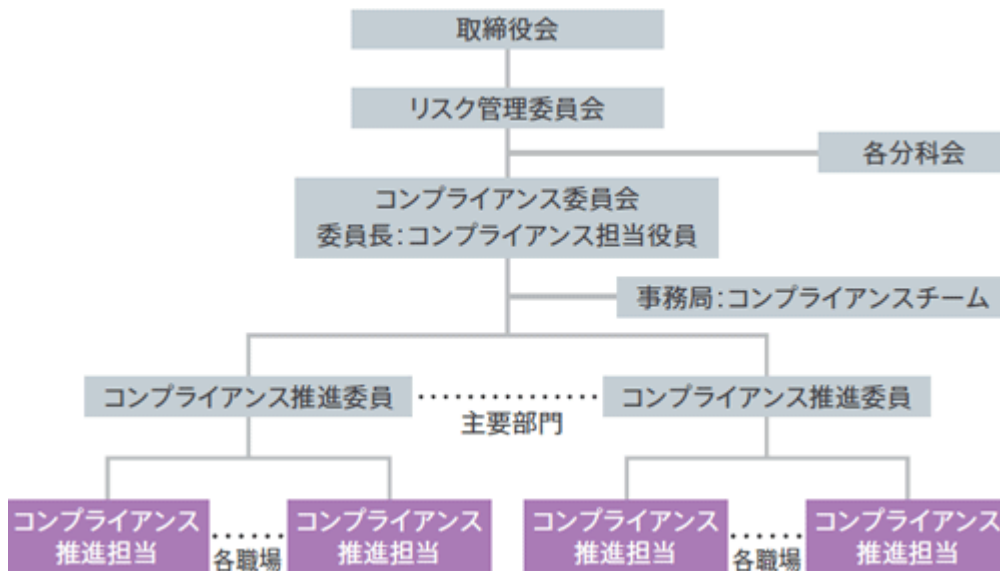 取締役会
リスク管理委員会
各分科会
コンプライアンス委員会
委員長：コンプライアンス担当役員
事務局：コンプライアンスチーム
コンプライアンス推進委員
主要部門
コンプライアンス推進委員
コンプライアンス
推進担当
各職場
コンプライアンス
推進担当
コンプライアンス
推進担当
各職場
コンプライアンス
推進担当